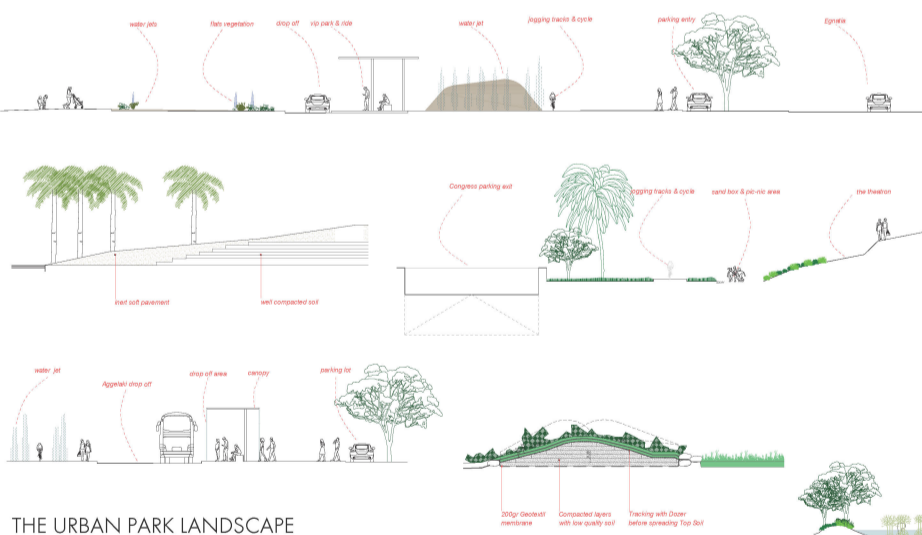 water jets
flats vegetation
drop off
vip park & ride
water jet
jogging tracks & cycle
parking entry
Egnatia
Congress parking exit
jogging tracks & cycle
sand box & pic-nic area
the theatron
inert soft pavement
well compacted soil
water jet
Aggelaki drop off
drop off area
canopy
parking lot
200gr Geotextil
membrane
Compacted layers
with low quality soil
Tracking with Dozer
before spreading Top Soil
THE URBAN PARK LANDSCAPE